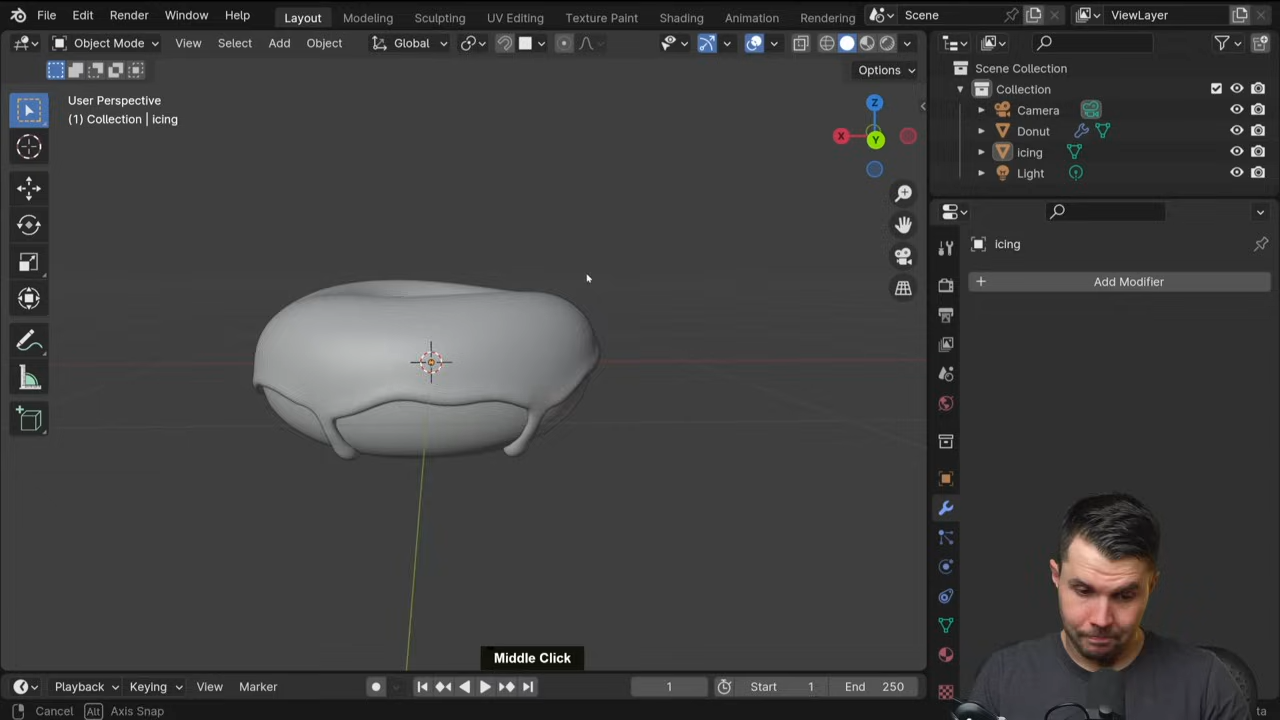 File Edit Render Window Help Layout Modeling Sculpting UV Editing Texture Paint Shading Animation Rendering Scene ViewLayer
Object Mode View Select Add Object Global
Options
User Perspective
(1) Collection | icing
Z
X
Y
Scene Collection
Collection
Camera
Donut
icing
Light
icing
Add Modifier
Middle Click
Playback Keying View Marker 1 Start 1 End 250
Cancel Alt Axis Snap